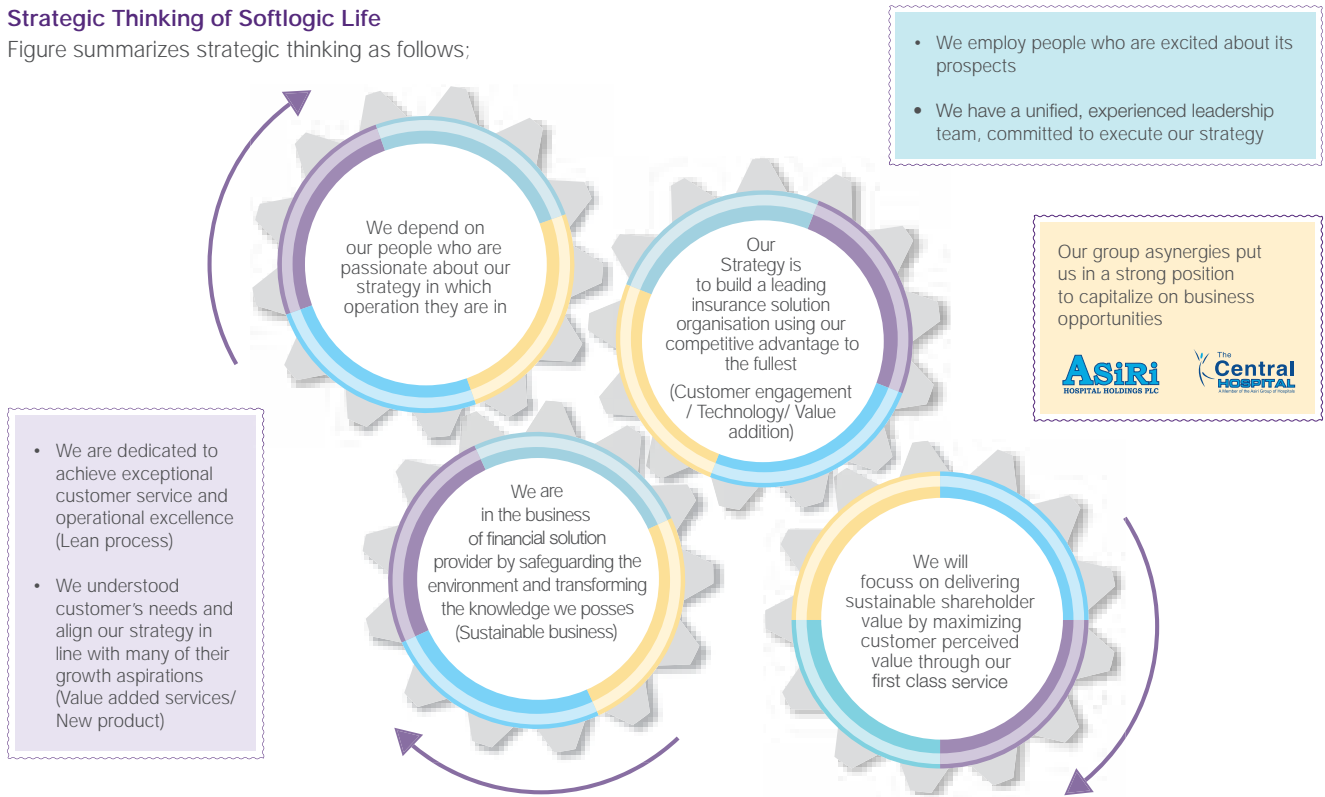 Strategic Thinking of Softlogic Life
Figure summarizes strategic thinking as follows;
• We employ people who are excited about its
prospects
• We have a unified, experienced leadership
team, committed to execute our strategy
We depend on
our people who are
passionate about our
strategy in which
operation they are in
Our
Strategy is
to build a leading
insurance solution
organisation using our
competitive advantage to
the fullest
(Customer engagement
/ Technology/ Value
addition)
Our group asynergies put
us in a strong position
to capitalize on business
opportunities
ASiRi
HOSPITAL HOLDINGS PLC
The
Central
HOSPITAL
A Member of the Asiri Group of Hospitals
• We are dedicated to
achieve exceptional
customer service and
operational excellence
(Lean process)
• We understood
customer's needs and
align our strategy in
line with many of their
growth aspirations
(Value added services/
New product)
We are
in the business
of financial solution
provider by safeguarding the
environment and transforming
the knowledge we posses
(Sustainable business)
We will
focuss on delivering
sustainable shareholder
value by maximizing
customer perceived
value through our
first class service